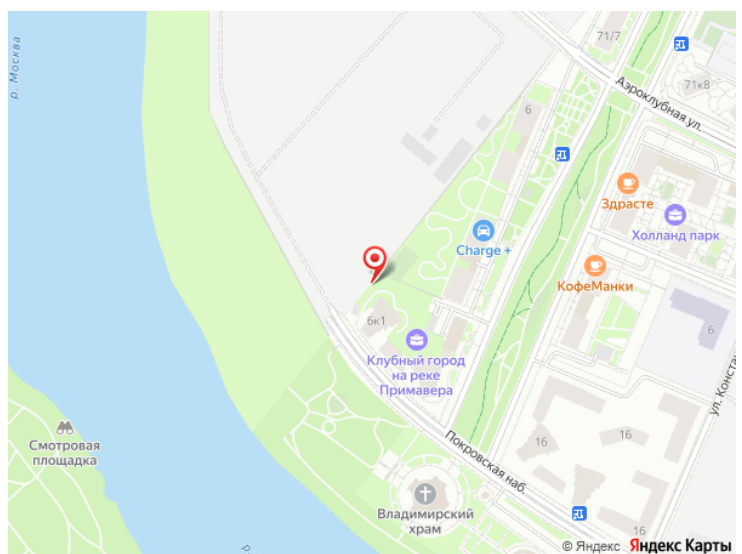 р. Москва
71/7
71к8
Аэроклубная ул.
6
Здрасте
Холланд парк
Charge +
КофеМанки
6к1
6
Клубный город
на реке
Примавера
ул. Конста
Смотровая
площадка
Покровская наб.
16
16
Владимирский
храм
16
© Яндекс Яндекс Карты